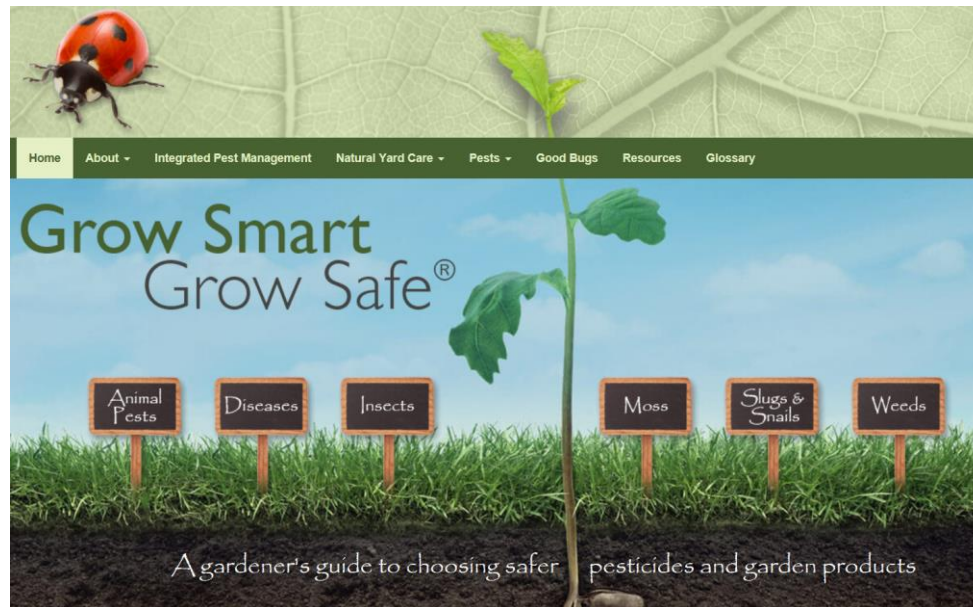 Home About Integrated Pest Management Natural Yard Care Pests Good Bugs Resources Glossary
Grow Smart
Grow Safe®
Animal
Pests
Diseases
Insects
Moss
Slugs &
Snails
Weeds
A gardener's guide to choosing safer pesticides and garden products